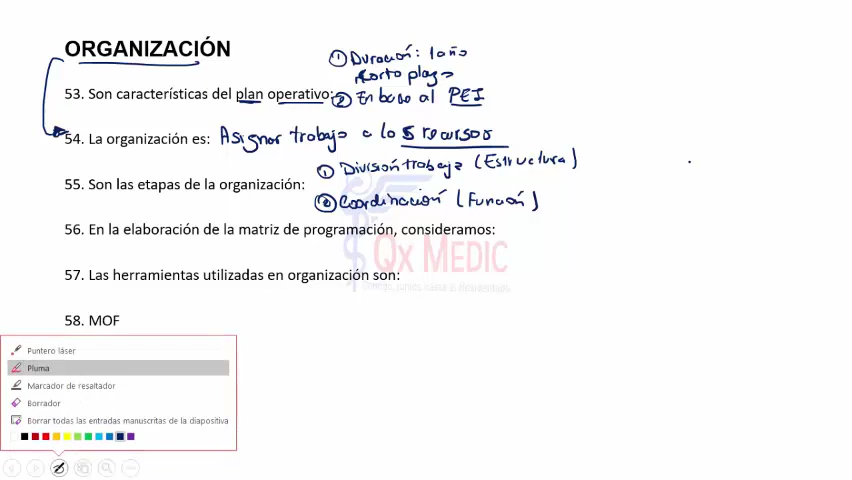 ORGANIZACIÓN
① Duración: 1 año
Corto plazo
53. Son características del plan operativo: ② En base al PEI
54. La organización es: Asignar trabajo a los recursos
① División trabajo (Estructura)
55. Son las etapas de la organización:
② Coordinación (Función)
56. En la elaboración de la matriz de programación, consideramos:
Qx MEDIC
57. Las herramientas utilizadas en organización son:
58. MOF
Puntero láser
Pluma
Marcador de resaltador
Borrador
Borrar todas las entradas manuscritas de la diapositiva